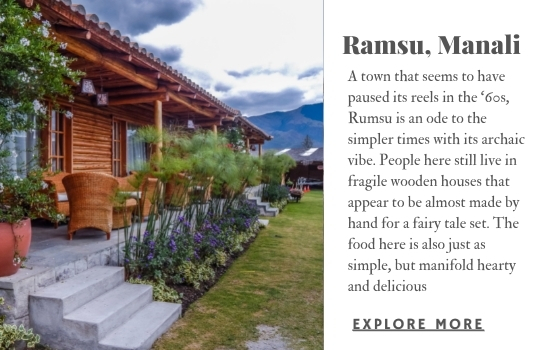 Ramsu, Manali
A town that seems to have
paused its reels in the ‘60s,
Rumsu is an ode to the
simpler times with its archaic
vibe. People here still live in
fragile wooden houses that
appear to be almost made by
hand for a fairy tale set. The
food here is also just as
simple, but manifold hearty
and delicious
EXPLORE MORE